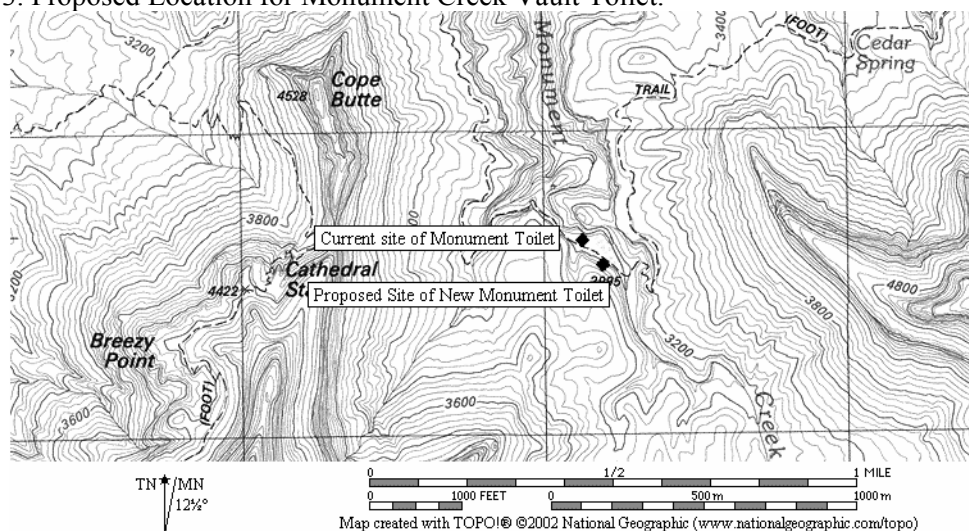 3. Proposed Location for Monument Creek Vault Toilet.
3200
3400
(FOOT)
Cedar
Spring
Cope
Butte
4528
Monument
TRAIL
3800
Current site of Monument Toilet
Cathedral
Sta
4422
Proposed Site of New Monument Toilet
2995
4800
3800
3200
Breezy
Point
(FOOT)
3600
3600
Creek
TN
/MN
12½°
0 1/2 1 MILE
0 1000 FEET 0 500 m 1000 m
Map created with TOPO!® ©2002 National Geographic (www.nationalgeographic.com/topo)